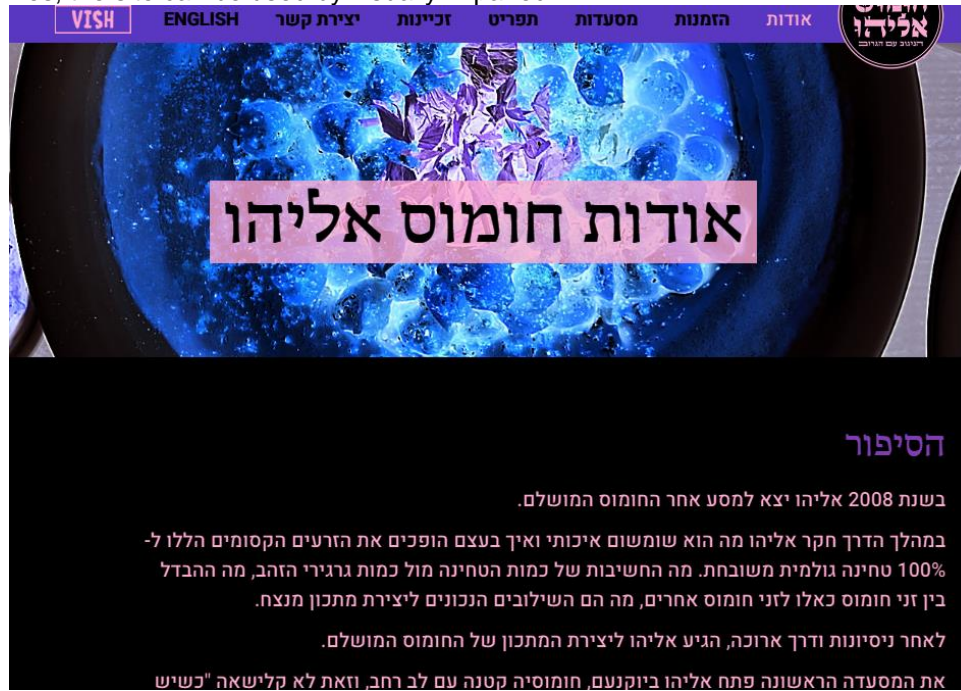 אודות הזמנות מסעדות תפריט זכיינות יצירת קשר ENGLISH VISH
אליהו
אודות חומוס אליהו
הסיפור
בשנת 2008 אליהו יצא למסע אחר החומוס המושלם.
במהלך הדרך חקר אליהו מה הוא שומשום איכותי ואיך בעצם הופכים את הזרעים הקסומים הללו ל-
100% טחינה גולמית משובחת. מה החשיבות של כמות הטחינה מול כמות גרגירי הזהב, מה ההבדל
בין זני חומוס כאלו לזני חומוס אחרים, מה הם השילובים הנכונים ליצירת מתכון מנצח.
לאחר ניסיונות ודרך ארוכה, הגיע אליהו ליצירת המתכון של החומוס המושלם.
את המסעדה הראשונה פתח אליהו ביוקנעם, חומוסיה קטנה עם לב רחב, וזאת לא קלישאה "כשיש